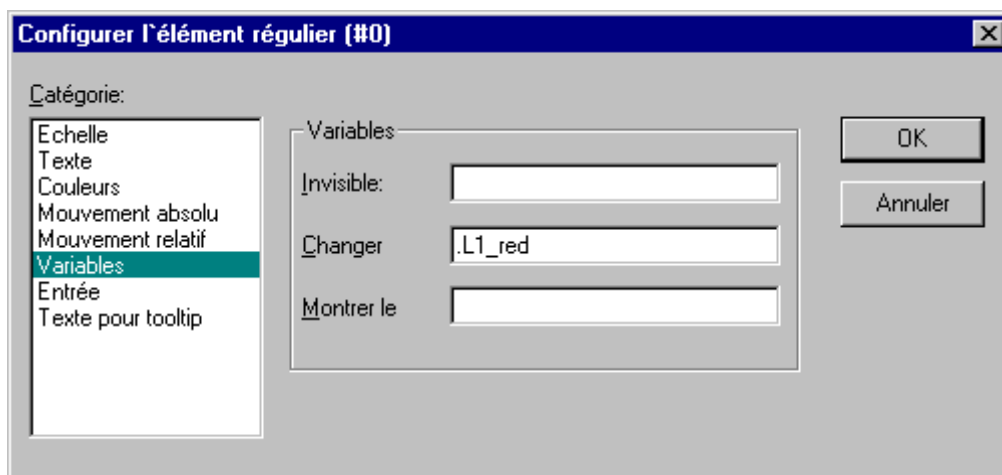 Configurer l`élément régulier (#0)
Catégorie:
Echelle
Texte
Couleurs
Mouvement absolu
Mouvement relatif
Variables
Entrée
Texte pour tooltip
Variables
Invisible:
Changer .L1_red
Montrer le
OK
Annuler